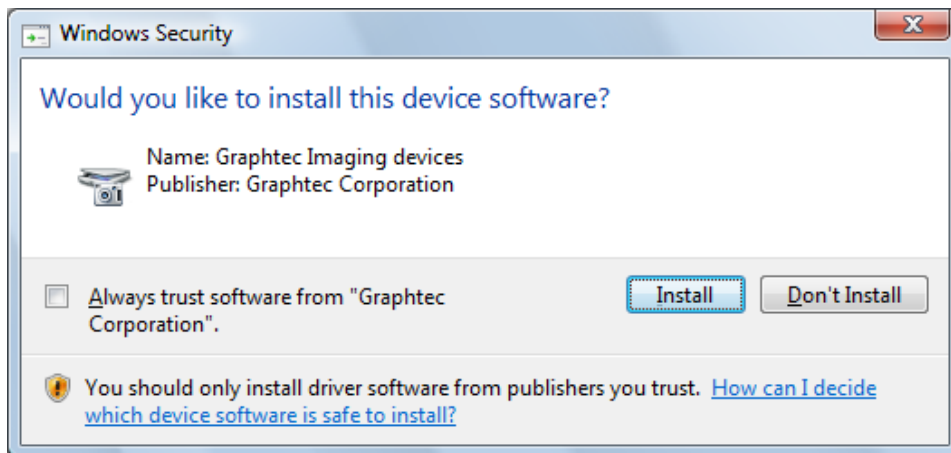 Windows Security
Would you like to install this device software?
Name: Graphtec Imaging devices
Publisher: Graphtec Corporation
Always trust software from "Graphtec
Corporation".
Install
Don't Install
You should only install driver software from publishers you trust. How can I decide
which device software is safe to install?